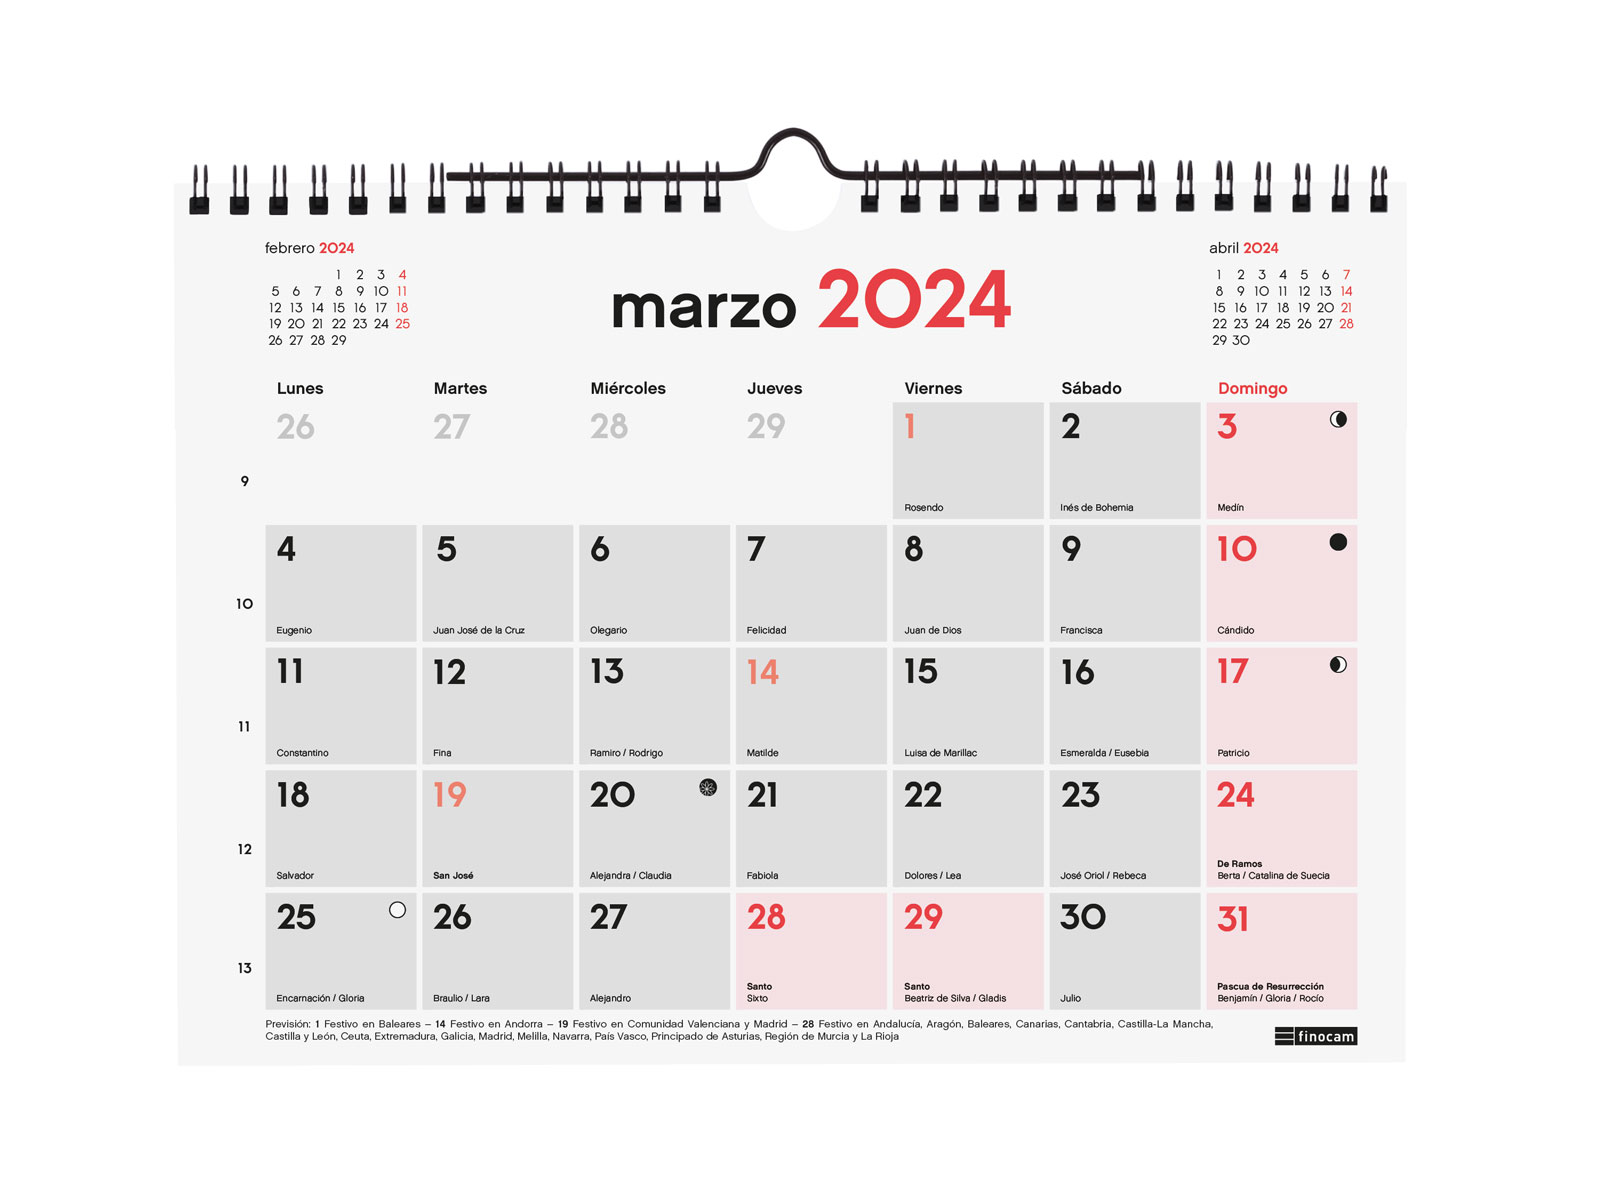 febrero 2024
1 2 3 4
5 6 7 8 9 10 11
12 13 14 15 16 17 18
19 20 21 22 23 24 25
26 27 28 29
marzo 2024
abril 2024
1 2 3 4 5 6 7
8 9 10 11 12 13 14
15 16 17 18 19 20 21
22 23 24 25 26 27 28
29 30
Lunes Martes Miércoles Jueves Viernes Sábado Domingo
26 27 28 29 1 2 3
9
Rosendo Inés de Bohemia Medín
4 5 6 7 8 9 10
10
Eugenio Juan José de la Cruz Olegario Felicidad Juan de Dios Francisca Cándido
11 12 13 14 15 16 17
11
Constantino Fina Ramiro / Rodrigo Matilde Luisa de Marillac Esmeralda / Eusebia Patricio
18 19 20 21 22 23 24
12
De Ramos
Salvador San José Alejandra / Claudia Fabiola Dolores / Lea José Oriol / Rebeca Berta / Catalina de Suecia
25 26 27 28 29 30 31
13
Santo Santo Pascua de Resurrección
Encarnación / Gloria Braulio / Lara Alejandro Sixto Beatriz de Silva / Gladis Julio Benjamín / Gloria / Rocío
Previsión: 1 Festivo en Baleares – 14 Festivo en Andorra – 19 Festivo en Comunidad Valenciana y Madrid – 28 Festivo en Andalucía, Aragón, Baleares, Canarias, Cantabria, Castilla-La Mancha,
Castilla y León, Ceuta, Extremadura, Galicia, Madrid, Melilla, Navarra, País Vasco, Principado de Asturias, Región de Murcia y La Rioja
finocam